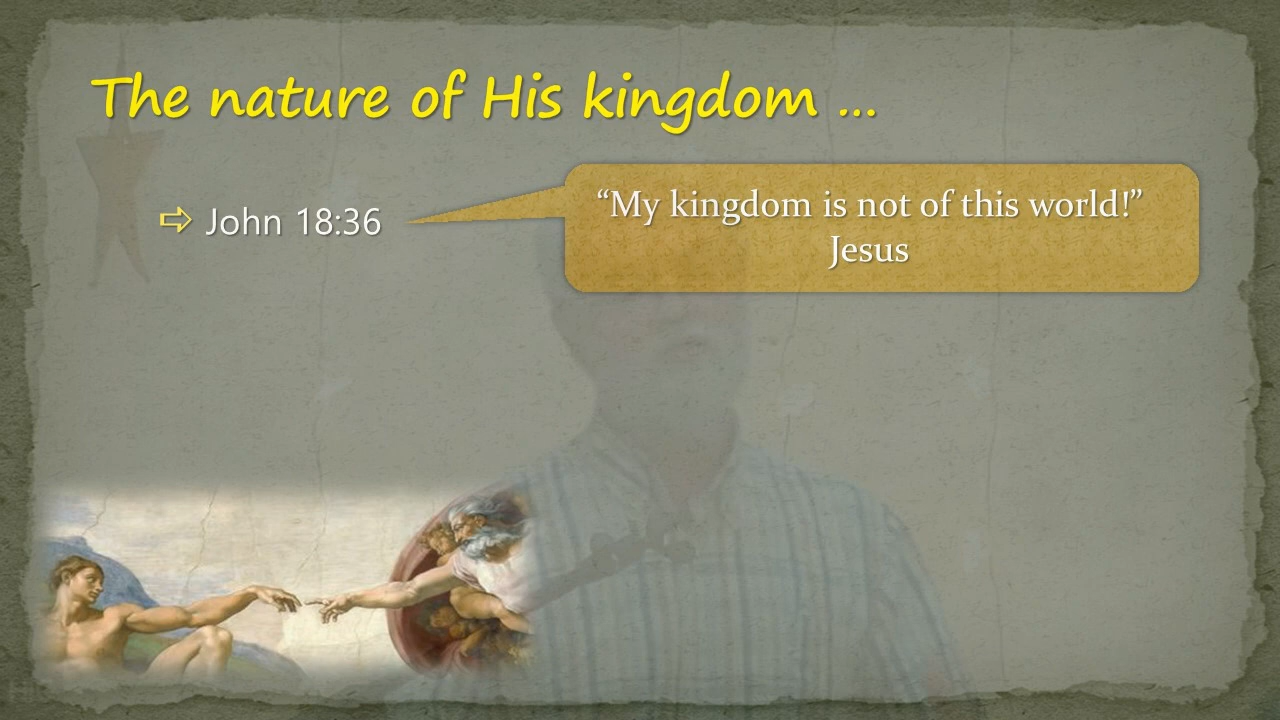 The nature of His kingdom ...
⇨ John 18:36
“My kingdom is not of this world!”
Jesus